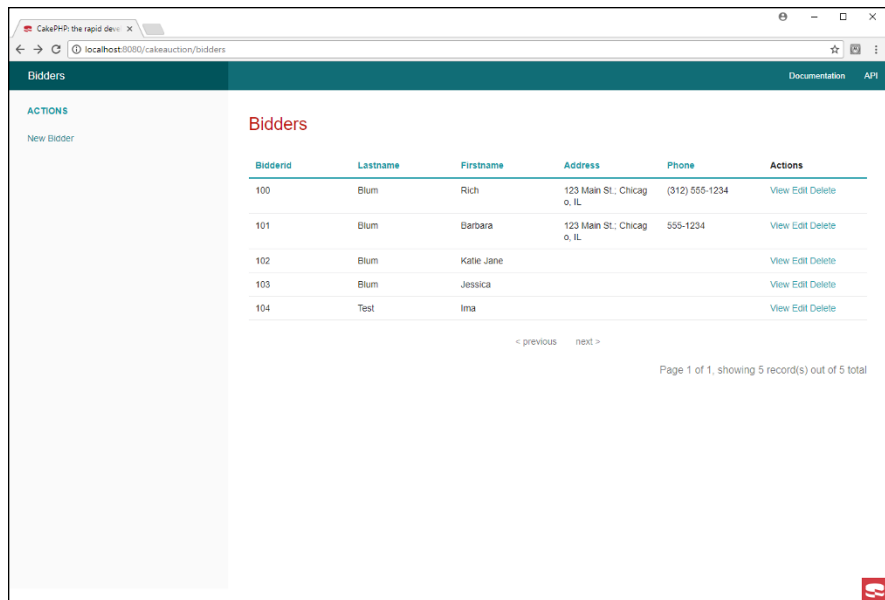 CakePHP: the rapid deve
localhost:8080/cakeauction/bidders
Bidders
Documentation API
ACTIONS
New Bidder
Bidders
Bidderid Lastname Firstname Address Phone Actions
100 Blum Rich 123 Main St.; Chicag (312) 555-1234 View Edit Delete
o, IL
101 Blum Barbara 123 Main St.; Chicag 555-1234 View Edit Delete
o, IL
102 Blum Katie Jane View Edit Delete
103 Blum Jessica View Edit Delete
104 Test Ima View Edit Delete
< previous next >
Page 1 of 1, showing 5 record(s) out of 5 total